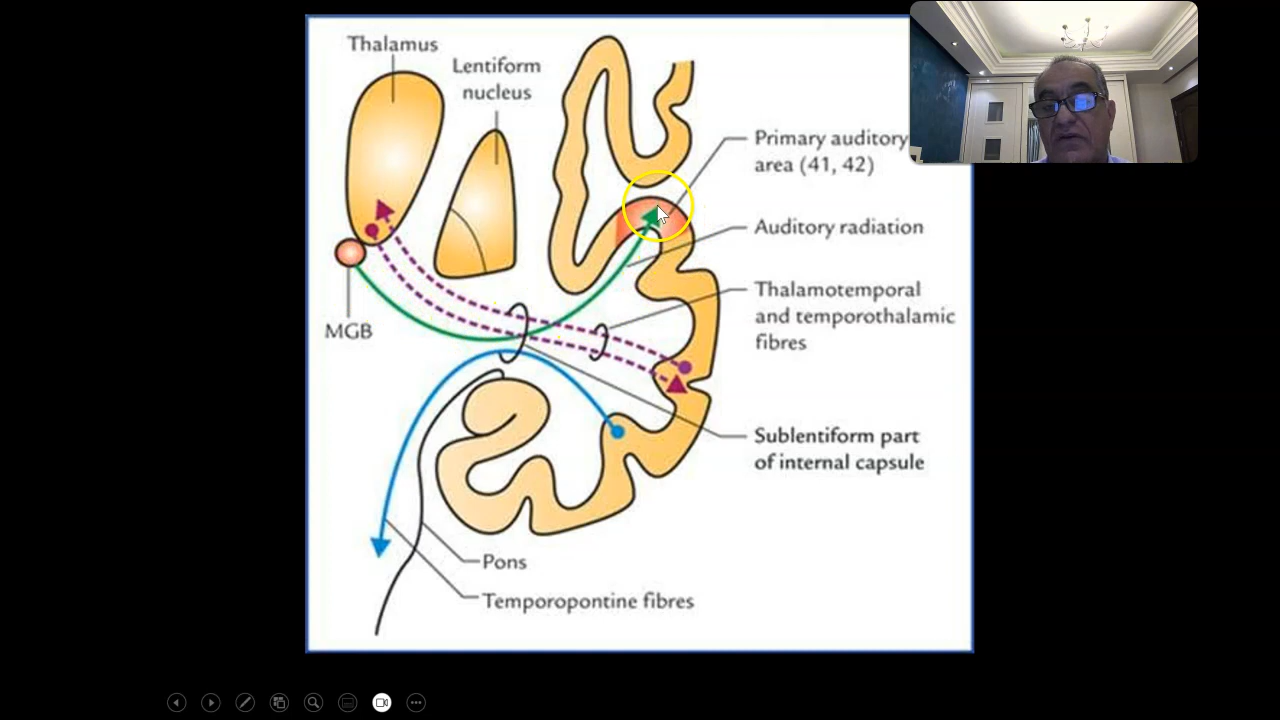 Thalamus
Lentiform
nucleus
Primary auditory
area (41, 42)
Auditory radiation
Thalamotemporal
and temporothalamic
fibres
MGB
Sublentiform part
of internal capsule
Pons
Temporopontine fibres